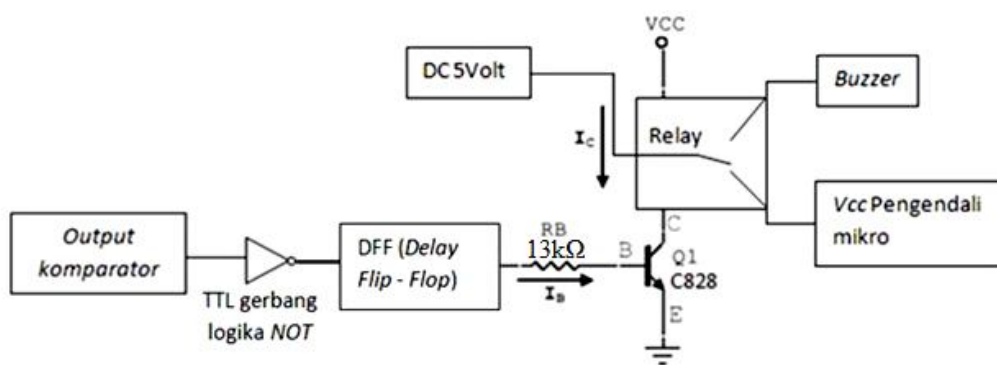 VCC
DC 5Volt
Buzzer
IC
Relay
Output
komparator
TTL gerbang
logika NOT
DFF (Delay
Flip - Flop)
RB
13kΩ
IB
B
C
Q1
C828
E
Vcc Pengendali
mikro